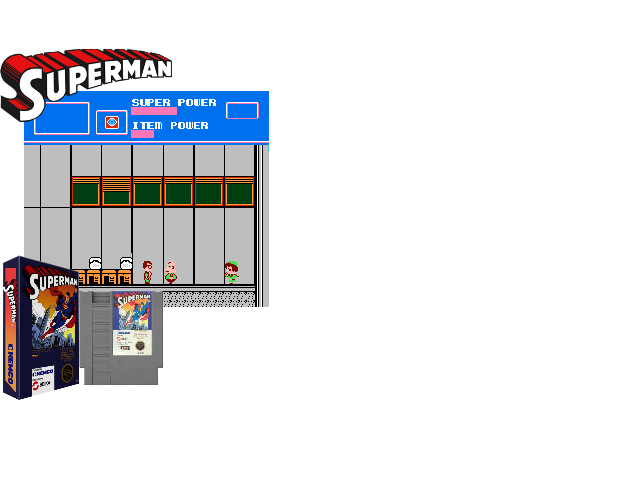 SUPERMAN
SUPER POWER
ITEM POWER
SUPERMAN
SUPERMAN
KEMCO
KEMCO
SEIKA
SUPERMAN